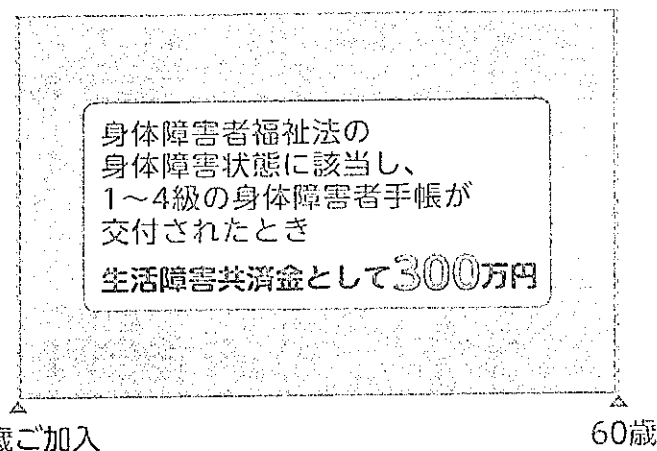 身体障害者福祉法の
身体障害状態に該当し、
1～4級の身体障害者手帳が
交付されたとき
生活障害共済金として300万円
歳ご加入
60歳